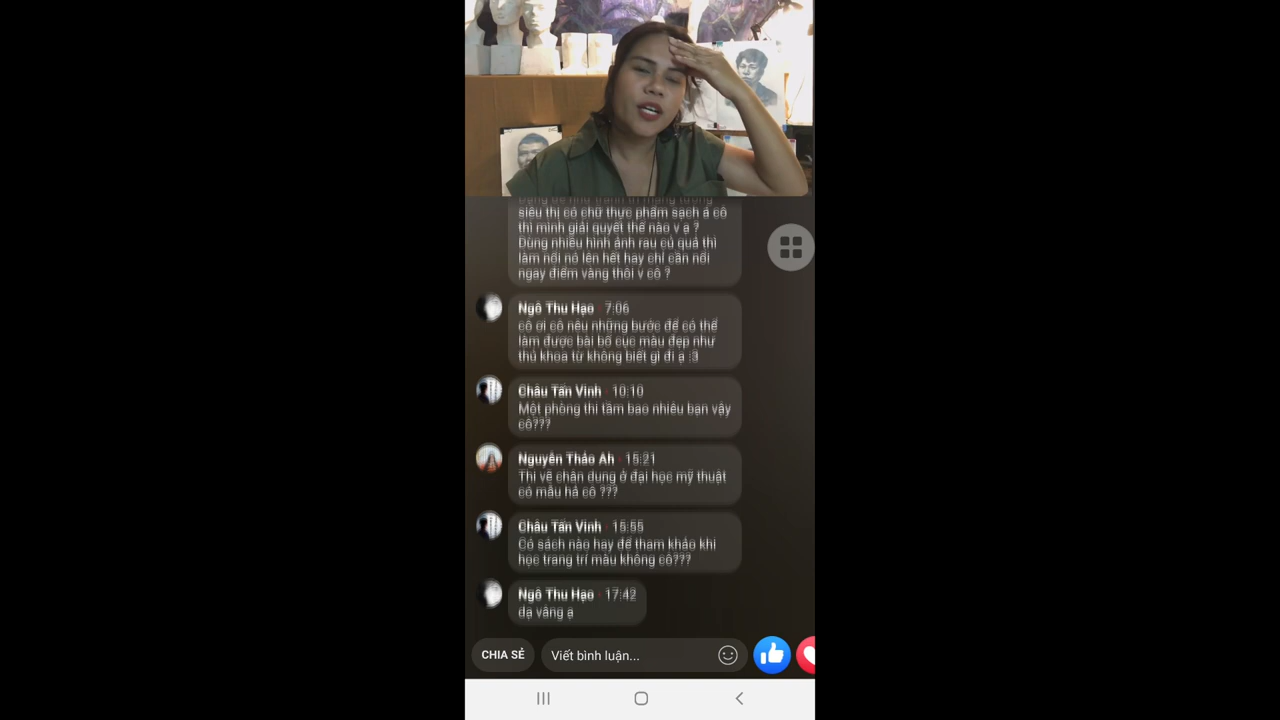 siêu thị có chữ thực phẩm sạch á cô
thì mình giải quyết thế nào v ạ ?
Dùng nhiều hình ảnh rau củ quả thì
làm nổi nó lên hết hay chỉ cần nổi
ngay điểm vàng thôi v cô ?
Ngô Thu Hạo · 7:06
cô ơi cô nêu những bước để có thể
làm được bài bố cục màu đẹp như
thủ khoa từ không biết gì đi ạ :3
Châu Tấn Vinh · 10:10
Một phòng thi tầm bao nhiêu bạn vậy
cô???
Nguyễn Thảo Ah · 15:21
Thi vẽ chân dung ở đại học mỹ thuật
có mẫu hả cô ???
Châu Tấn Vinh · 15:55
Có sách nào hay để tham khảo khi
học trang trí màu không cô???
Ngô Thu Hạo · 17:42
dạ vâng ạ
CHIA SẺ
Viết bình luận...